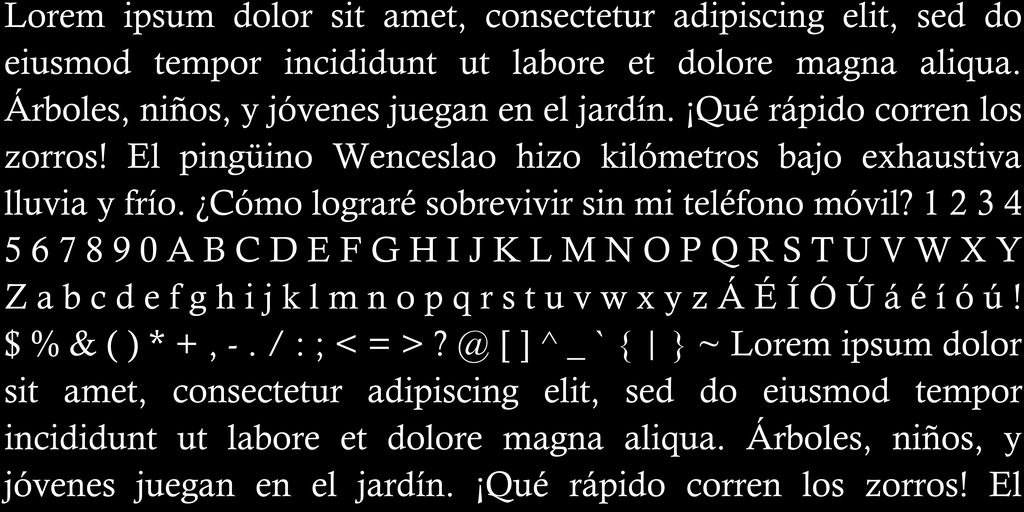 Lorem ipsum dolor sit amet, consectetur adipiscing elit, sed do
eiusmod tempor incididunt ut labore et dolore magna aliqua.
Árboles, niños, y jóvenes juegan en el jardín. ¡Qué rápido corren los
zorros! El pingüino Wenceslao hizo kilómetros bajo exhaustiva
lluvia y frío. ¿Cómo lograré sobrevivir sin mi teléfono móvil? 1 2 3 4
5 6 7 8 9 0 A B C D E F G H I J K L M N O P Q R S T U V W X Y
Z a b c d e f g h i j k l m n o p q r s t u v w x y z Á É Í Ó Ú á é í ó ú !
$ % & ( ) * + , - . / : ; < = > ? @ [ ] ^ _ ` { | } ~ Lorem ipsum dolor
sit amet, consectetur adipiscing elit, sed do eiusmod tempor
incididunt ut labore et dolore magna aliqua. Árboles, niños, y
jóvenes juegan en el jardín. ¡Qué rápido corren los zorros! El